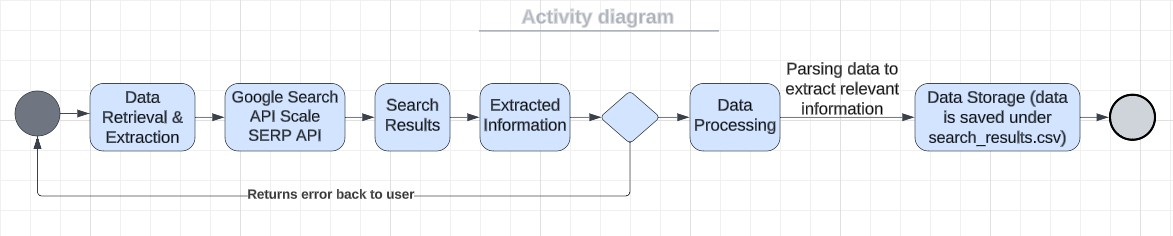 Activity diagram
Data
Retrieval &
Extraction
Google Search
API Scale
SERP API
Search
Results
Extracted
Information
Data
Processing
Parsing data to
extract relevant
information
Data Storage (data
is saved under
search_results.csv)
Returns error back to user